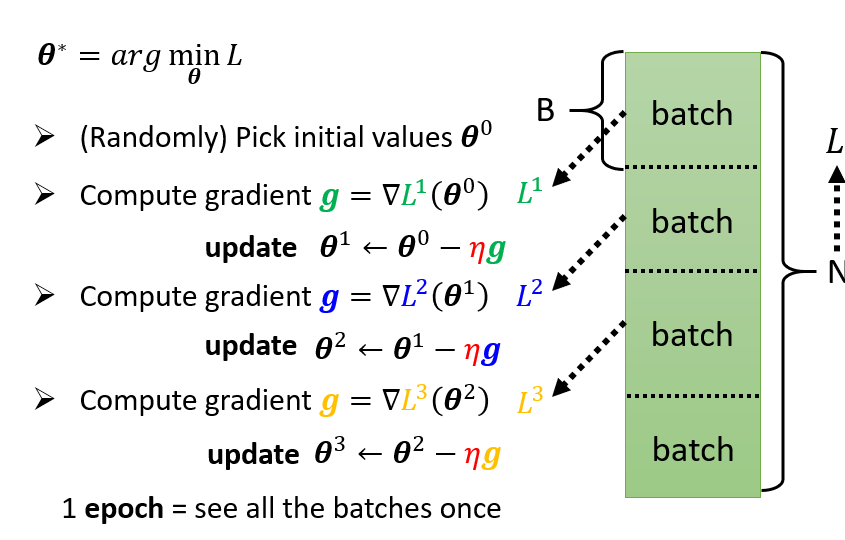 𝜽* = arg min L
𝜽
➢ (Randomly) Pick initial values 𝜽⁰
➢ Compute gradient 𝒈 = ∇L¹(𝜽⁰) L¹
update 𝜽¹ ← 𝜽⁰ − η𝒈
➢ Compute gradient 𝒈 = ∇L²(𝜽¹) L²
update 𝜽² ← 𝜽¹ − η𝒈
➢ Compute gradient 𝒈 = ∇L³(𝜽²) L³
update 𝜽³ ← 𝜽² − η𝒈
1 epoch = see all the batches once
B
batch
batch
batch
batch
L
N